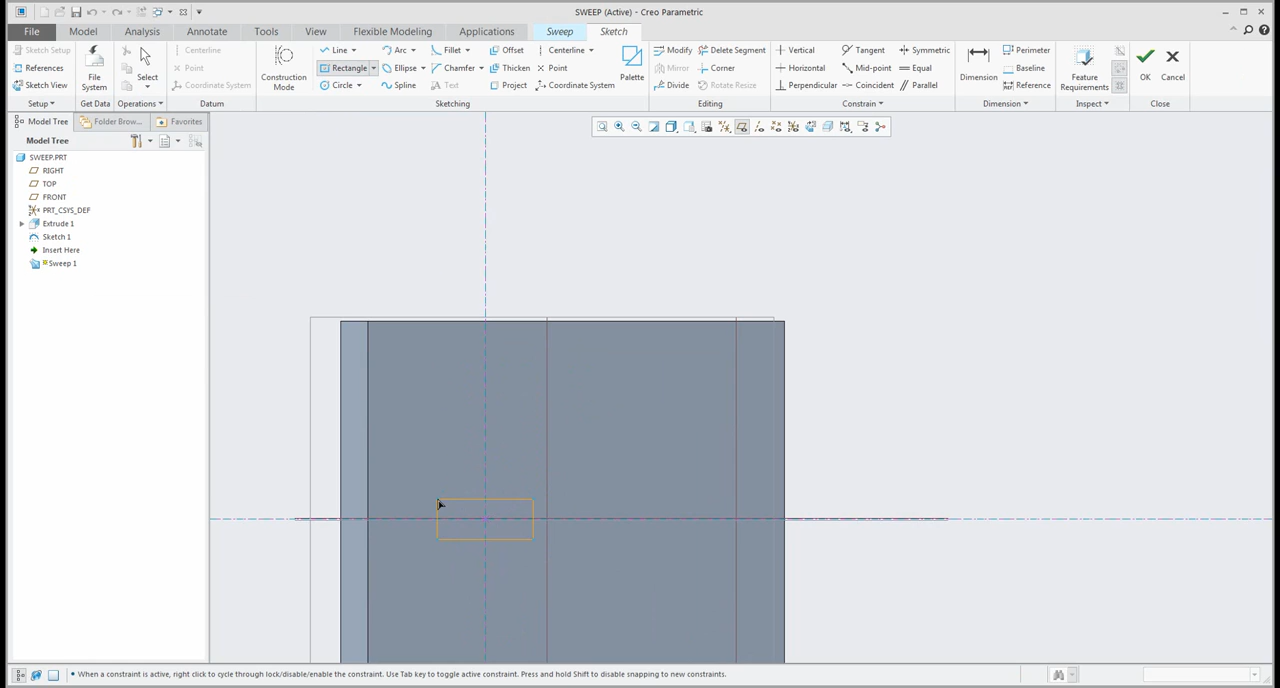 SWEEP (Active) - Creo Parametric
File Model Analysis Annotate Tools View Flexible Modeling Applications Sweep Sketch
Sketch Setup
References
Sketch View
Setup
File System
Get Data
Select
Operations
Centerline
Point
Coordinate System
Datum
Construction Mode
Line Arc Fillet Offset Centerline
Rectangle Ellipse Chamfer Thicken Point
Circle Spline Text Project Coordinate System
Palette
Sketching
Modify Delete Segment
Mirror Corner
Divide Rotate Resize
Editing
Vertical Tangent Symmetric
Horizontal Mid-point Equal
Perpendicular Coincident Parallel
Constrain
Dimension
Perimeter
Baseline
Reference
Dimension
Feature Requirements
Inspect
OK Cancel
Close
Model Tree Folder Brow... Favorites
Model Tree
SWEEP.PRT
RIGHT
TOP
FRONT
PRT_CSYS_DEF
Extrude 1
Sketch 1
Insert Here
Sweep 1
• When a constraint is active, right click to cycle through lock/disable/enable the constraint. Use Tab key to toggle active constraint. Press and hold Shift to disable snapping to new constraints.